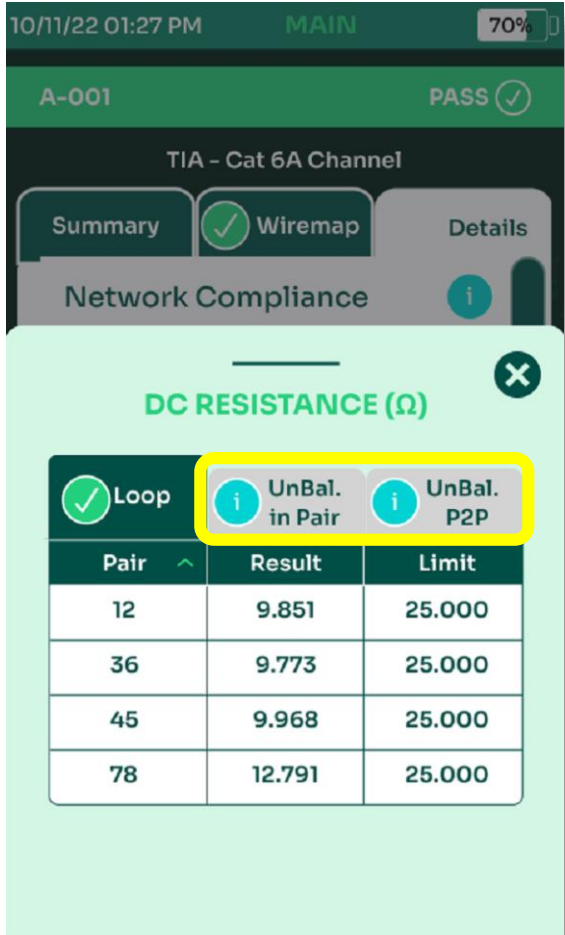 10/11/22 01:27 PM MAIN 70%
A-001 PASS
TIA – Cat 6A Channel
Summary Wiremap Details
Network Compliance i
DC RESISTANCE (Ω)
Loop i UnBal. in Pair i UnBal. P2P
Pair Result Limit
12 9.851 25.000
36 9.773 25.000
45 9.968 25.000
78 12.791 25.000